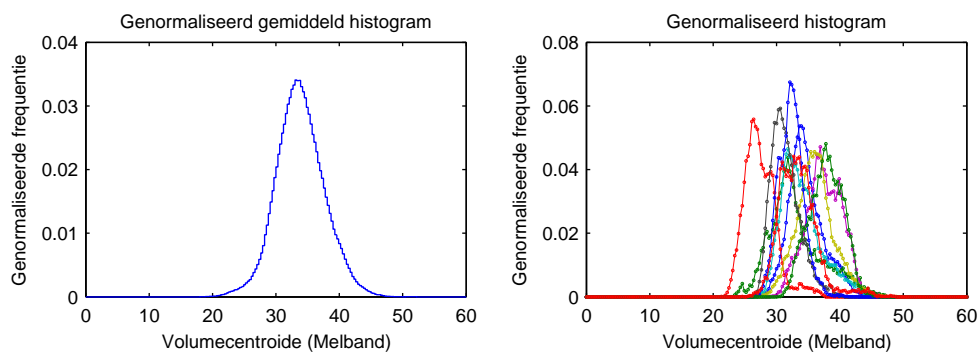 Genormaliseerd gemiddeld histogram
0.04
0.03
0.02
0.01
0
0 10 20 30 40 50 60
Genormaliseerde frequentie
Volumecentroide (Melband)
Genormaliseerd histogram
0.08
0.06
0.04
0.02
0
0 10 20 30 40 50 60
Genormaliseerde frequentie
Volumecentroide (Melband)